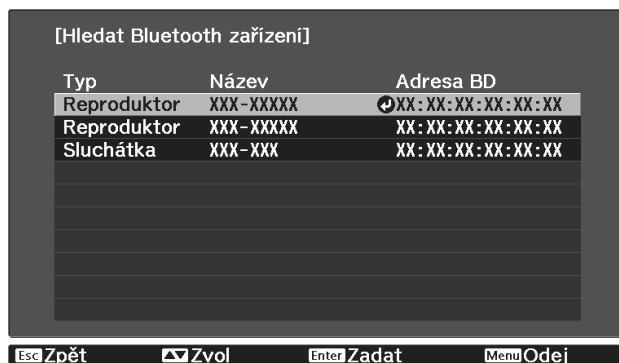 [Hledat Bluetooth zařízení]
Typ Název Adresa BD
Reproduktor XXX-XXXXX XX:XX:XX:XX:XX:XX
Reproduktor XXX-XXXXX XX:XX:XX:XX:XX:XX
Sluchátka XXX-XXX XX:XX:XX:XX:XX:XX
Esc Zpět Zvol Enter Zadat Menu Odej